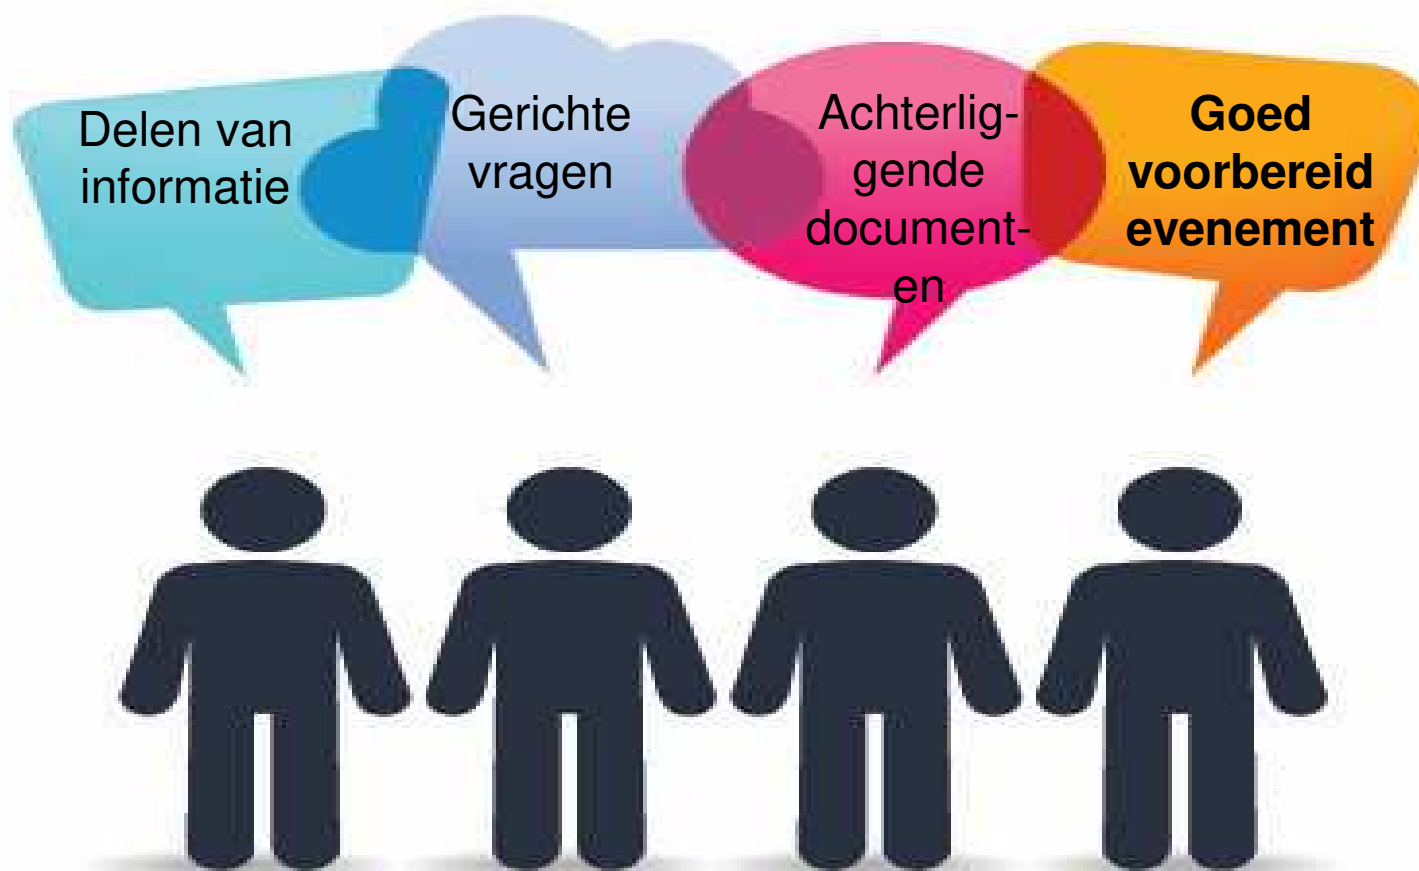 Delen van
informatie
Gerichte
vragen
Achterlig-
gende
document-
en
Goed
voorbereid
evenement